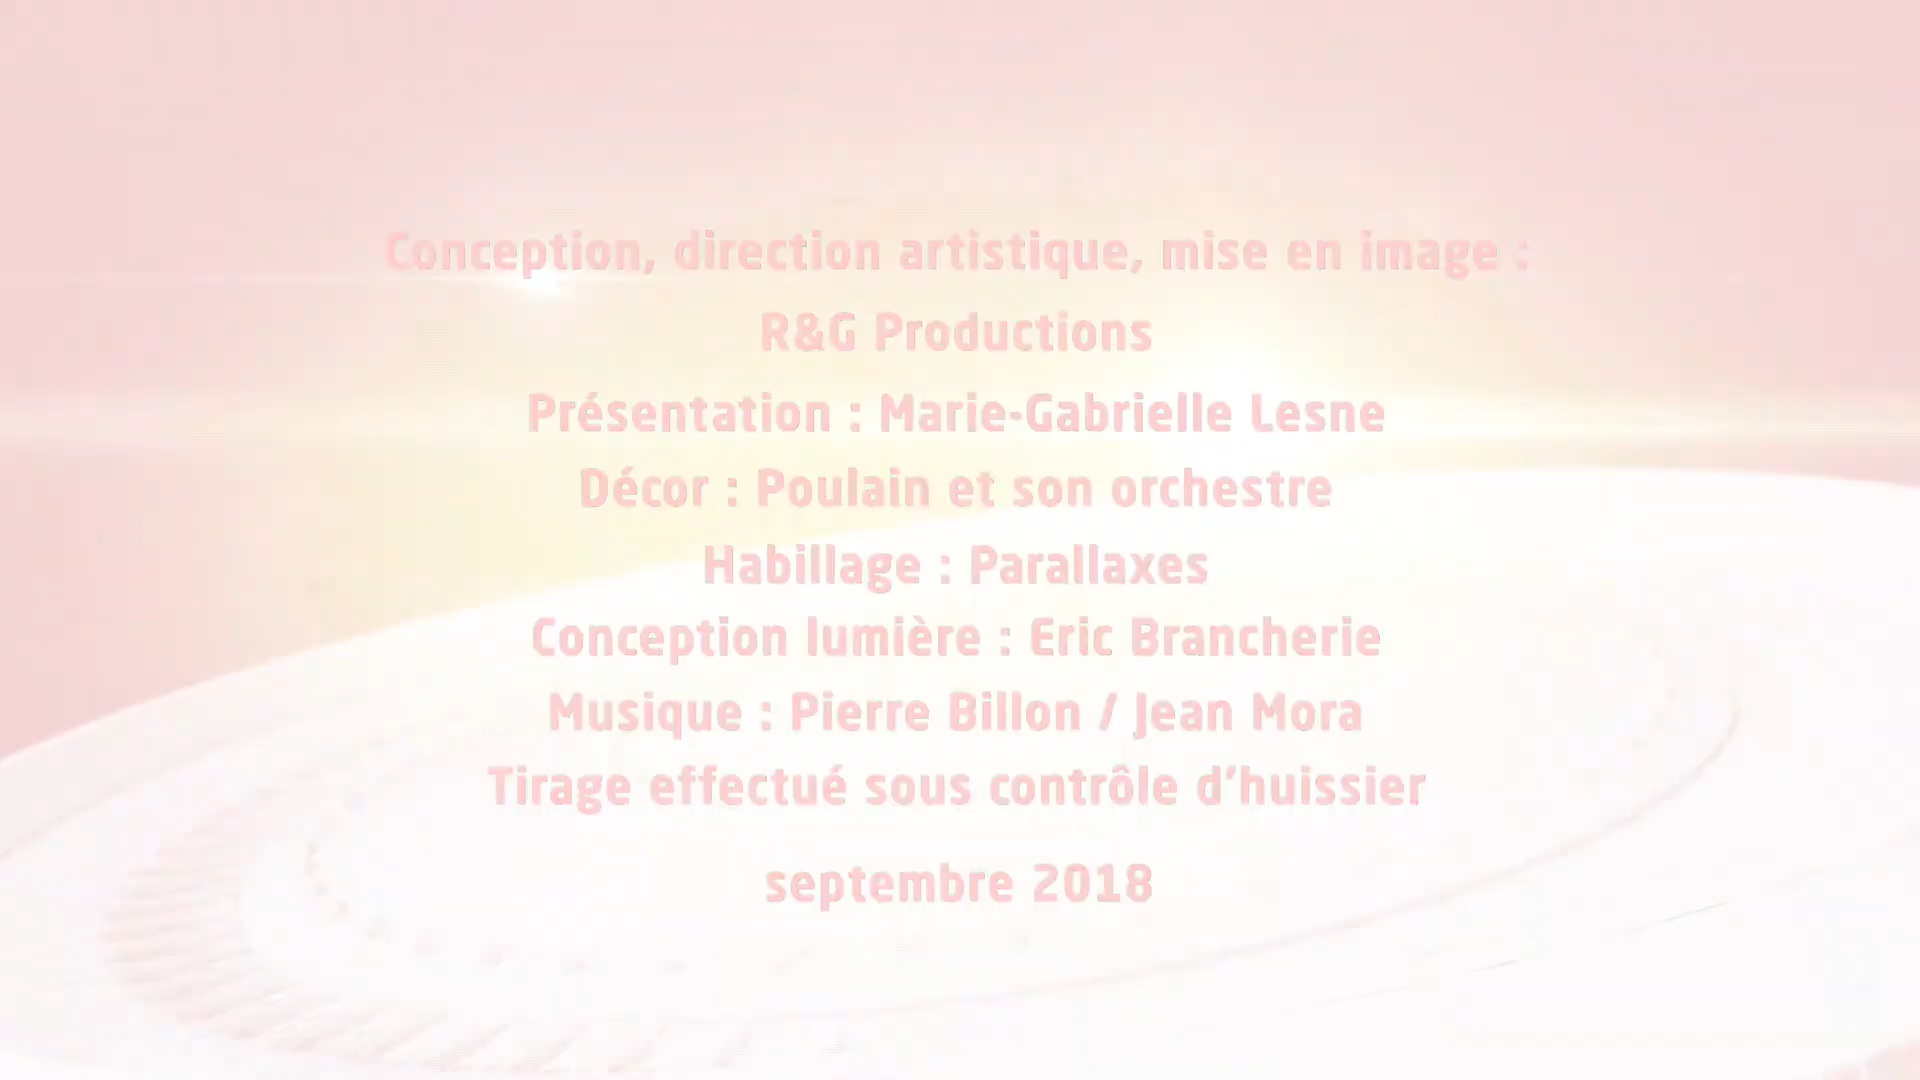 Conception, direction artistique, mise en image :
R&G Productions
Présentation : Marie-Gabrielle Lesne
Décor : Poulain et son orchestre
Habillage : Parallaxes
Conception lumière : Eric Brancherie
Musique : Pierre Billon / Jean Mora
Tirage effectué sous contrôle d'huissier
septembre 2018